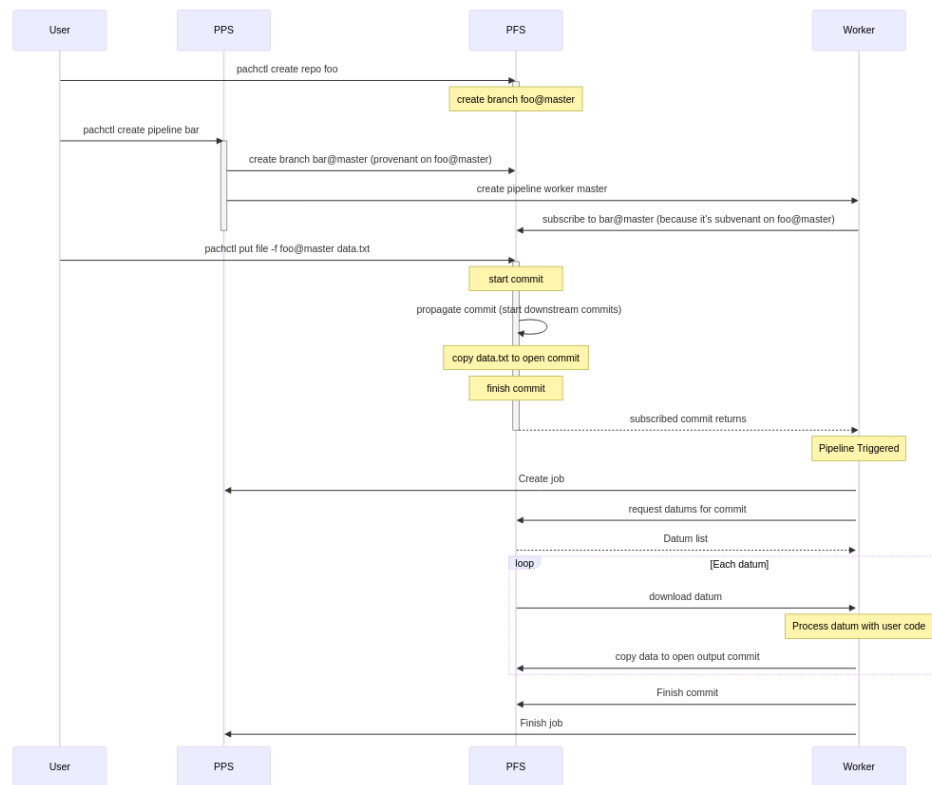 User
PPS
PFS
Worker
pachctl create repo foo
create branch foo@master
pachctl create pipeline bar
create branch bar@master (provenant on foo@master)
create pipeline worker master
subscribe to bar@master (because it's subvenant on foo@master)
pachctl put file -f foo@master data.txt
start commit
propagate commit (start downstream commits)
copy data.txt to open commit
finish commit
subscribed commit returns
Pipeline Triggered
Create job
request datums for commit
Datum list
loop
[Each datum]
download datum
Process datum with user code
copy data to open output commit
Finish commit
Finish job
User
PPS
PFS
Worker